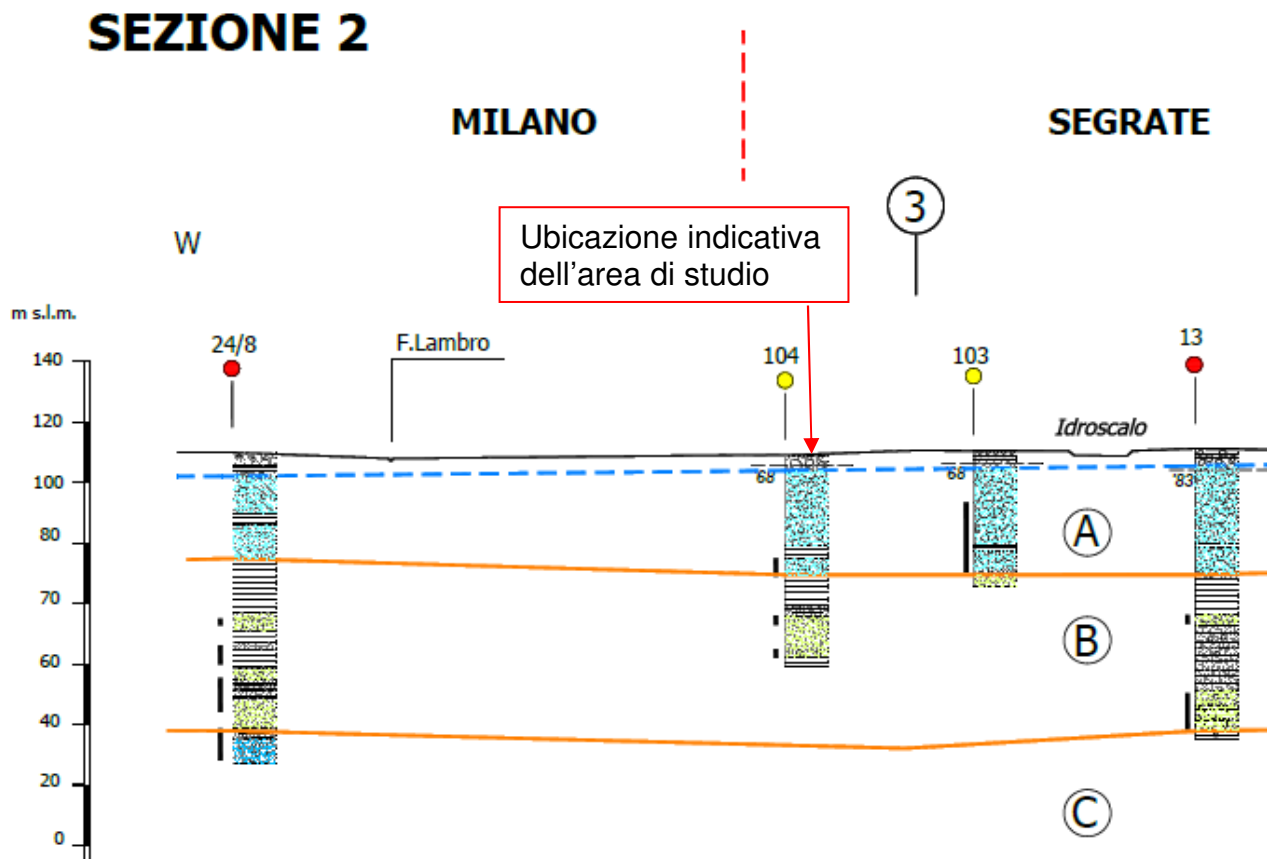 SEZIONE 2
MILANO
SEGRATE
3
Ubicazione indicativa
dell'area di studio
W
m s.l.m.
24/8
F.Lambro
104
103
13
140
120
100
80
70
60
40
20
0
Idroscalo
'68
'68
'83
A
B
C